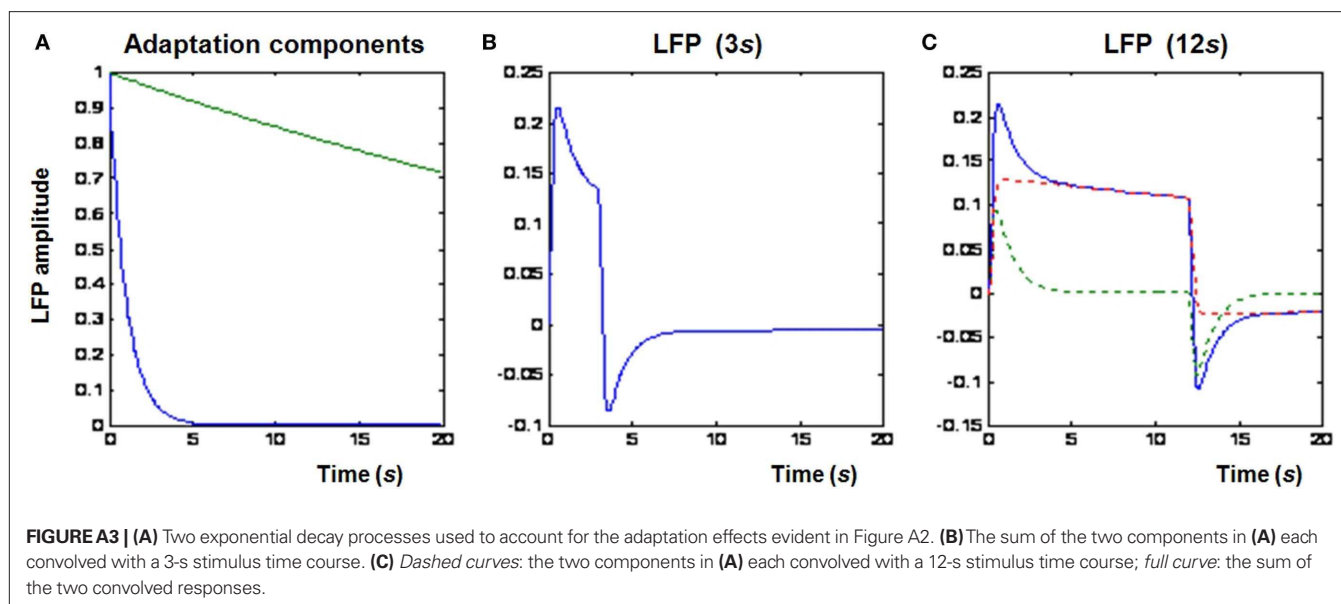 A
Adaptation components
1
0.9
0.8
0.7
0.6
0.5
0.4
0.3
0.2
0.1
0
0 5 10 15 20
LFP amplitude
Time (s)
B
LFP (3s)
0.25
0.2
0.15
0.1
0.05
0
-0.05
-0.1
0 5 10 15 20
Time (s)
C
LFP (12s)
0.25
0.2
0.15
0.1
0.05
0
-0.05
-0.1
-0.15
0 5 10 15 20
Time (s)
FIGURE A3 | (A) Two exponential decay processes used to account for the adaptation effects evident in Figure A2. (B) The sum of the two components in (A) each
convolved with a 3-s stimulus time course. (C) Dashed curves: the two components in (A) each convolved with a 12-s stimulus time course; full curve: the sum of
the two convolved responses.